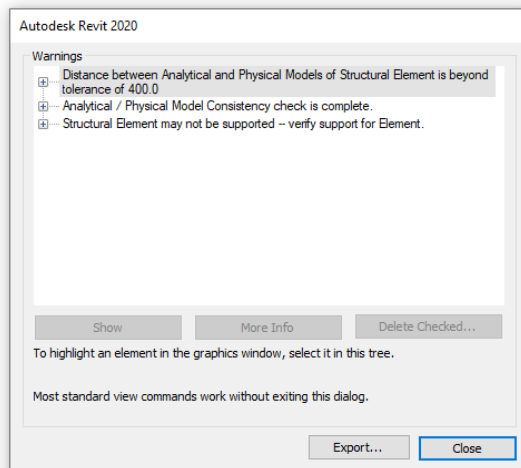 Autodesk Revit 2020
Warnings
Distance between Analytical and Physical Models of Structural Element is beyond
tolerance of 400.0
Analytical / Physical Model Consistency check is complete.
Structural Element may not be supported -- verify support for Element.
Show More Info Delete Checked...
To highlight an element in the graphics window, select it in this tree.
Most standard view commands work without exiting this dialog.
Export... Close